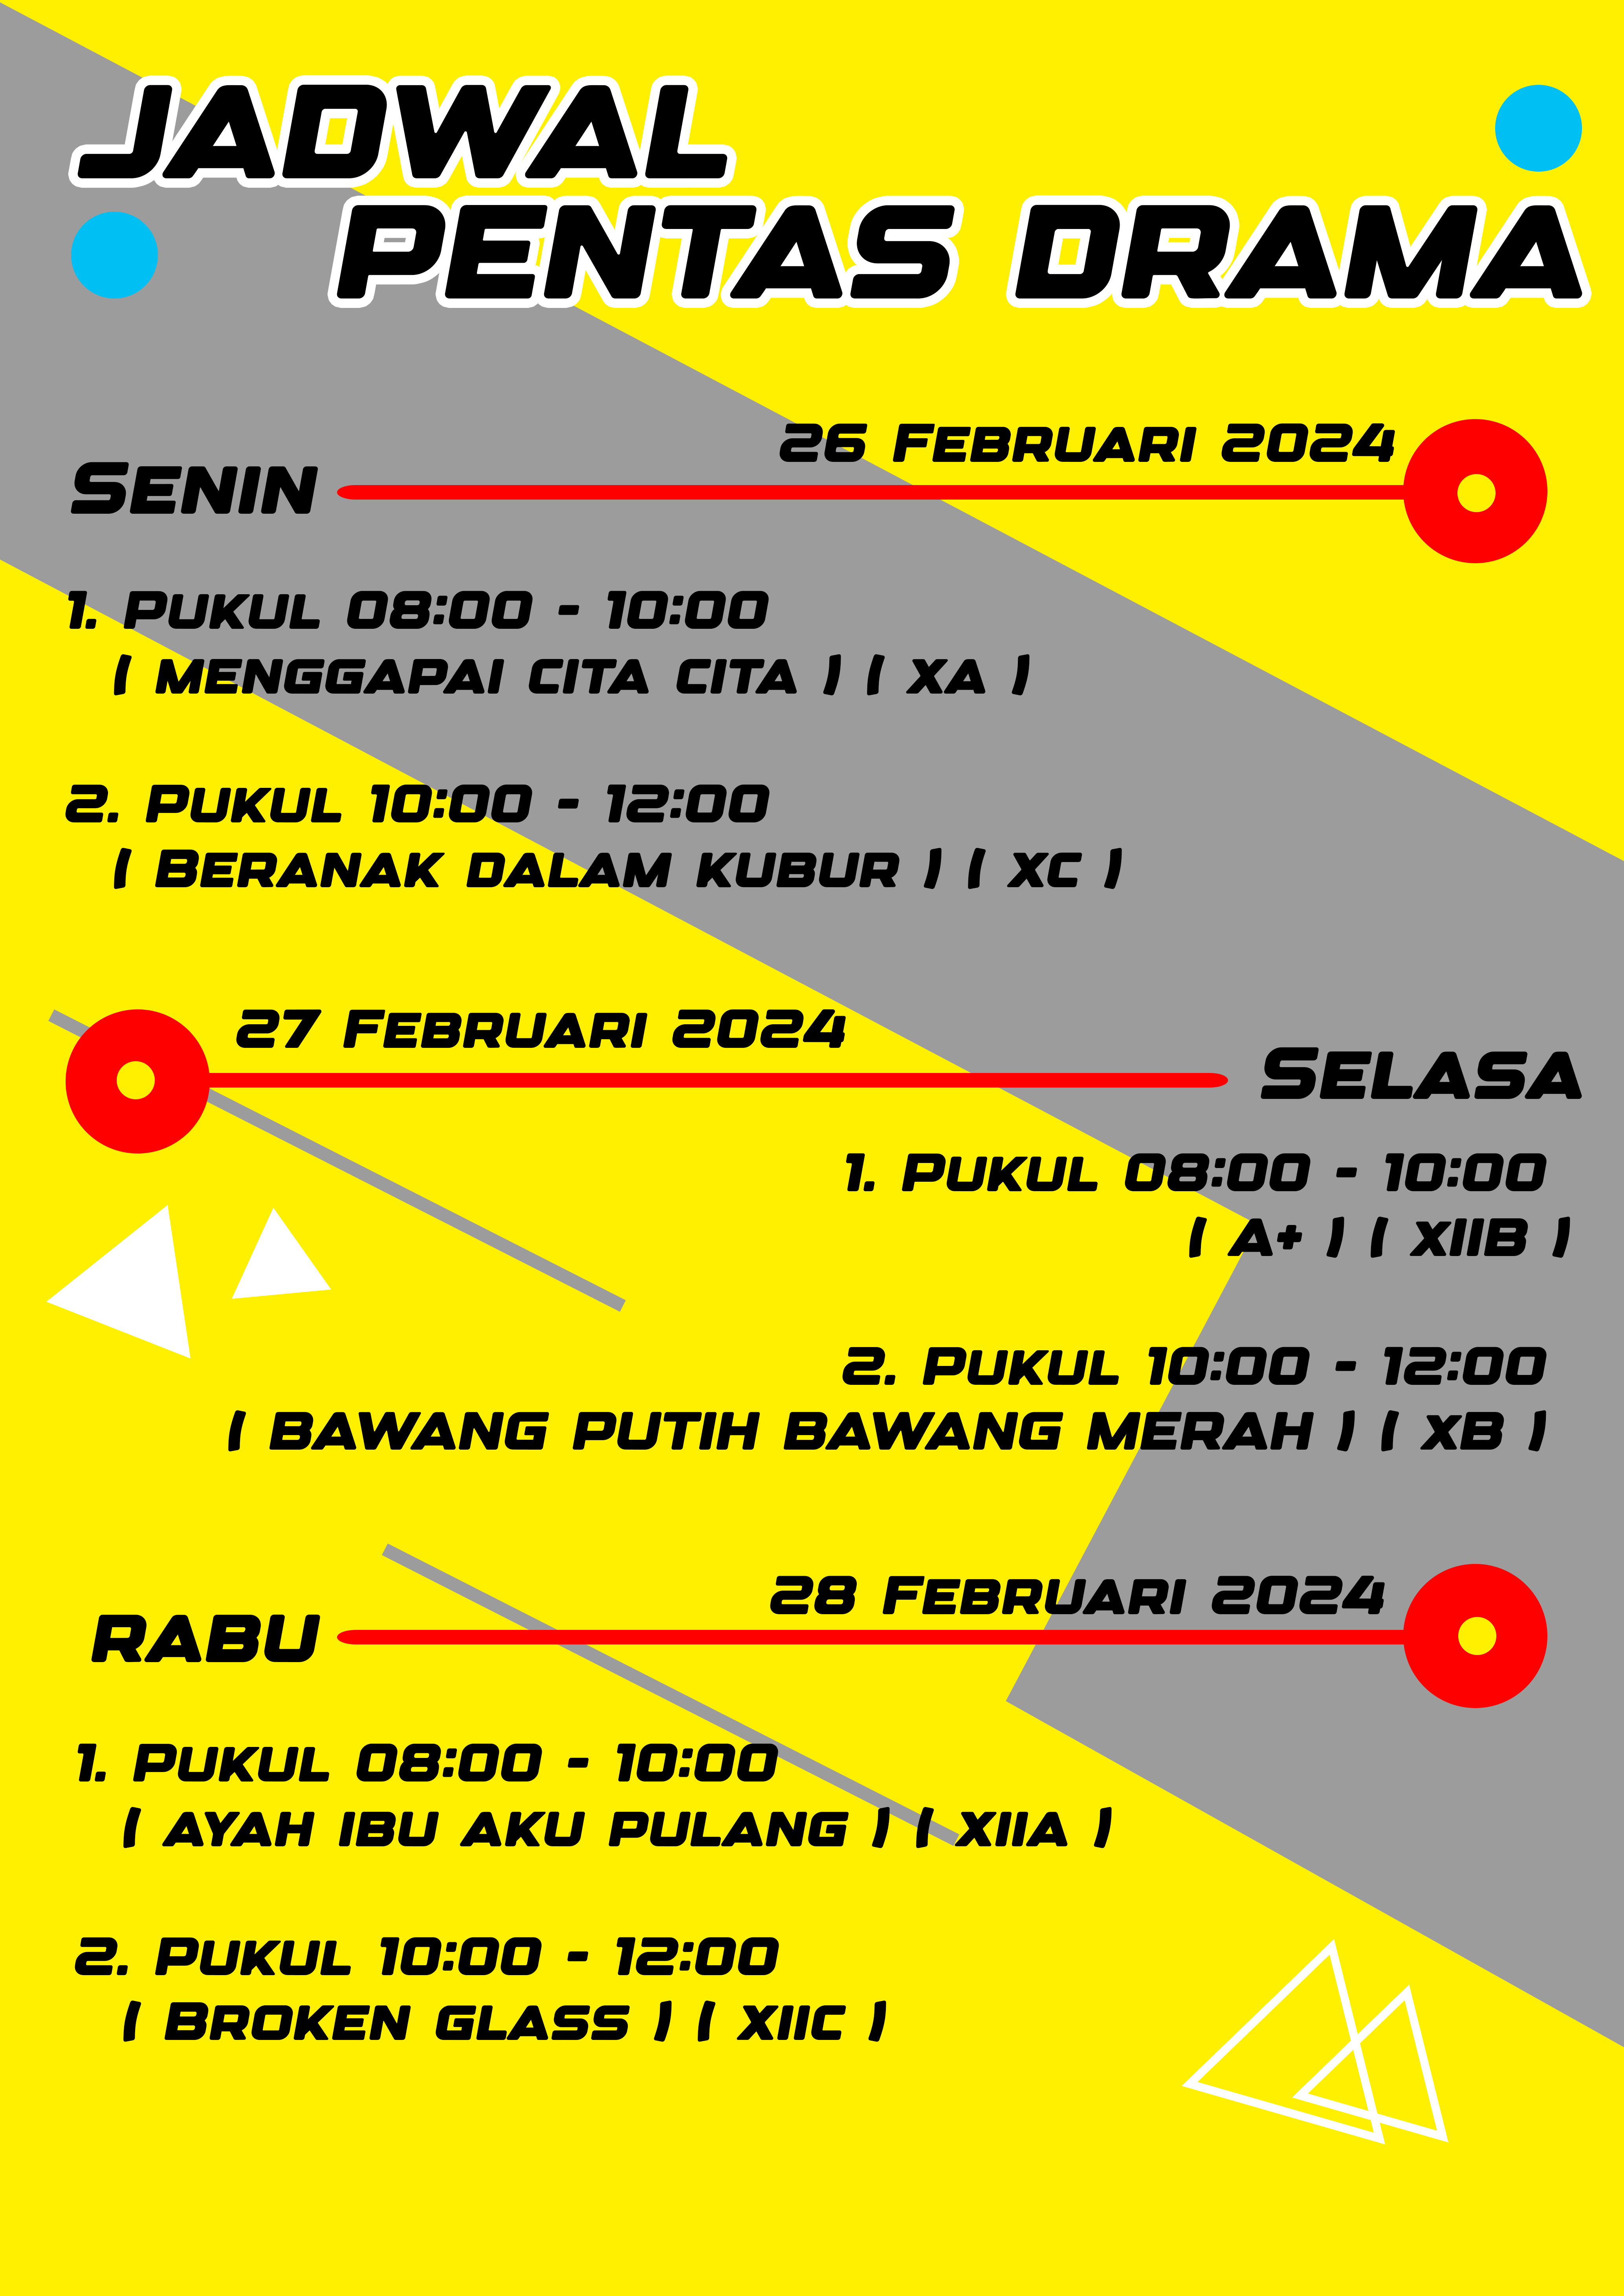 JADWAL
PENTAS DRAMA
26 Februari 2024
Senin
1. Pukul 08:00 - 10:00
( menggapai cita cita ) ( xa )
2. Pukul 10:00 - 12:00
( Beranak dalam kubur ) ( xc )
27 Februari 2024
Selasa
1. Pukul 08:00 - 10:00
( A+ ) ( XIIB )
2. Pukul 10:00 - 12:00
( BAWANG PUTIH BAWANG MERAH ) ( XB )
28 Februari 2024
RABU
1. Pukul 08:00 - 10:00
( ayah ibu aku pulang ) ( xiia )
2. Pukul 10:00 - 12:00
( Broken glass ) ( xiic )